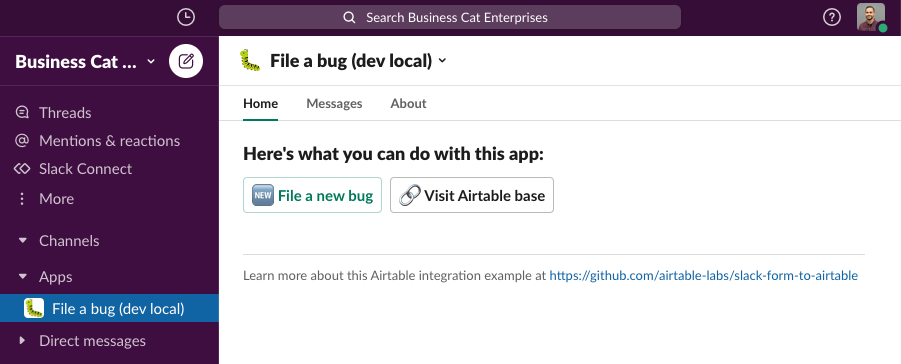 Search Business Cat Enterprises
Business Cat ...
File a bug (dev local)
Home Messages About
Threads
Mentions & reactions
Slack Connect
More
Channels
Apps
File a bug (dev local)
Direct messages
Here's what you can do with this app:
NEW File a new bug
Visit Airtable base
Learn more about this Airtable integration example at https://github.com/airtable-labs/slack-form-to-airtable